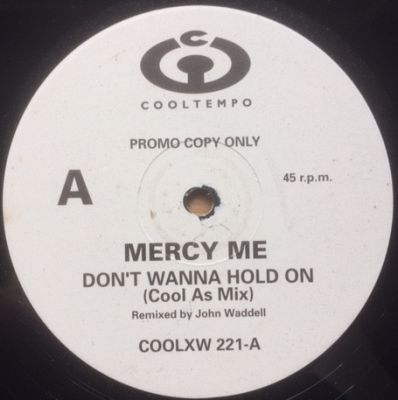 C
COOLTEMPO
PROMO COPY ONLY
A
45 r.p.m.
MERCY ME
DON'T WANNA HOLD ON
(Cool As Mix)
Remixed by John Waddell
COOLXW 221-A